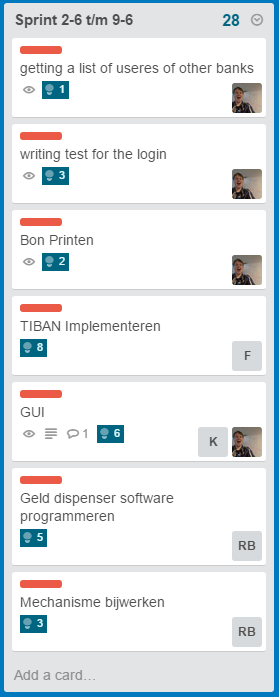 Sprint 2-6 t/m 9-6 28
getting a list of useres of other banks
1
writing test for the login
3
Bon Printen
2
TIBAN Implementeren
8
F
GUI
1 6
K
Geld dispenser software
programmeren
5
RB
Mechanisme bijwerken
3
RB
Add a card...